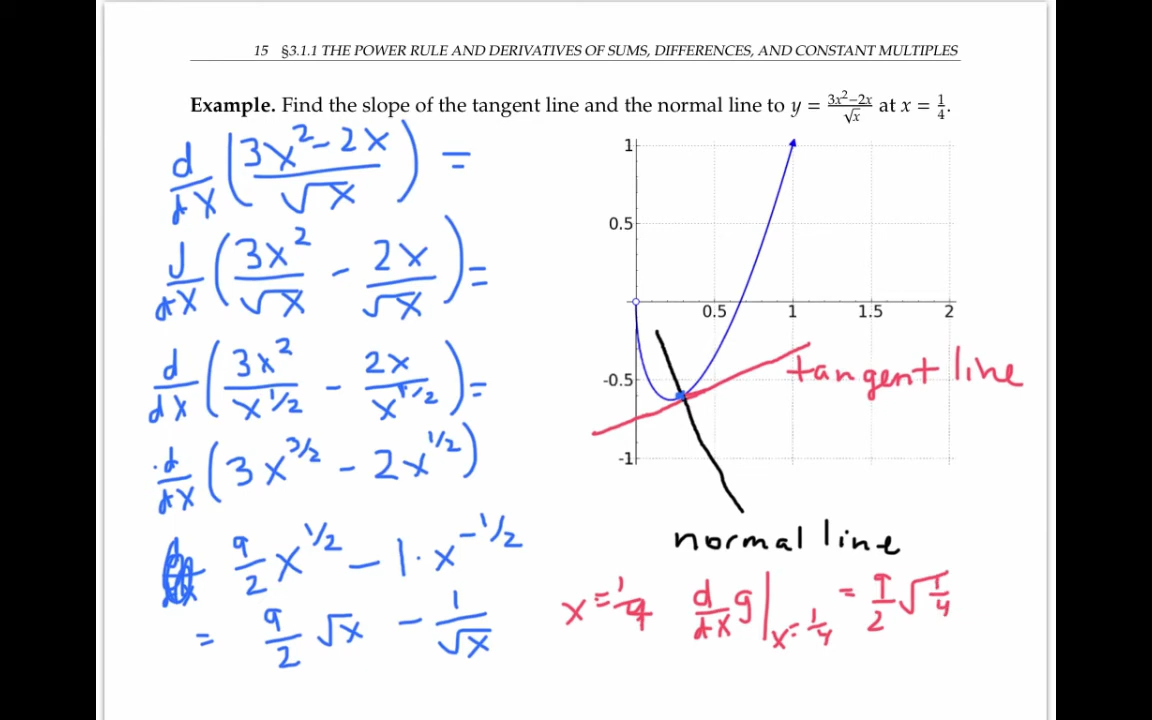 15 §3.1.1 THE POWER RULE AND DERIVATIVES OF SUMS, DIFFERENCES, AND CONSTANT MULTIPLES
Example. Find the slope of the tangent line and the normal line to y = (3x²−2x)/√x at x = 1/4.
d/dx (3x²-2x / √x) =
d/dx (3x²/√x - 2x/√x) =
d/dx (3x²/x^1/2 - 2x/x^1/2) =
d/dx (3x^3/2 - 2x^1/2)
9/2 x^1/2 - 1·x^-1/2
= 9/2 √x - 1/√x
1
0.5
0.5 1 1.5 2
-0.5
-1
tangent line
normal line
x = 1/4 d/dx g|x=1/4 = 9/2 √1/4